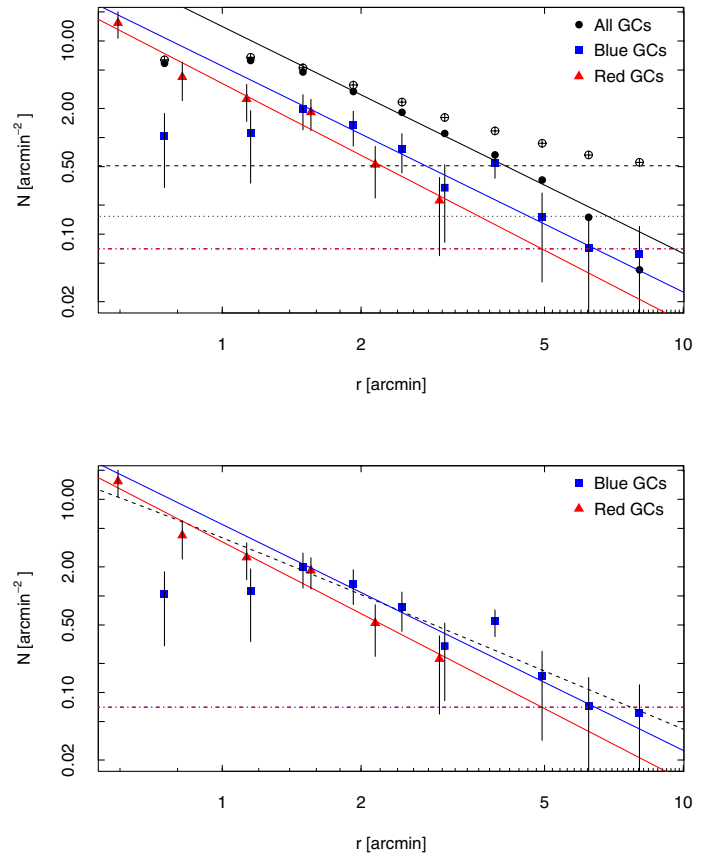 All GCs
Blue GCs
Red GCs
N [arcmin⁻² ]
10.00
2.00
0.50
0.10
0.02
1
2
5
10
r [arcmin]
Blue GCs
Red GCs
N [arcmin⁻² ]
10.00
2.00
0.50
0.10
0.02
1
2
5
10
r [arcmin]